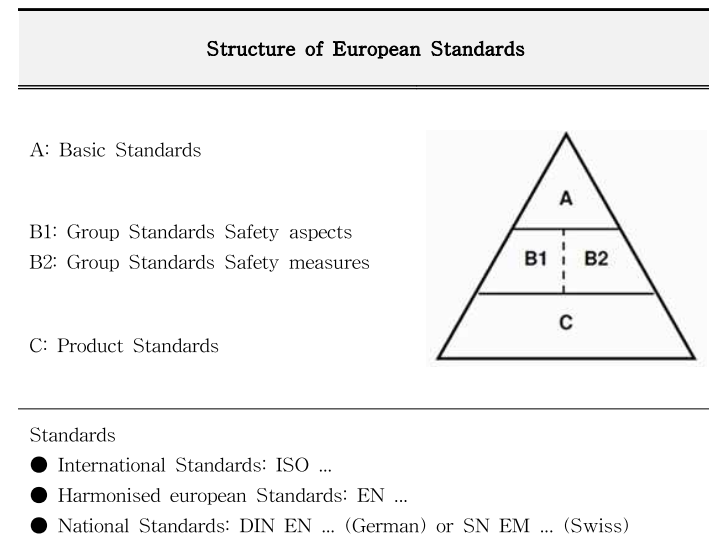 Structure of European Standards
A: Basic Standards
B1: Group Standards Safety aspects
B2: Group Standards Safety measures
C: Product Standards
A
B1 B2
C
Standards
● International Standards: ISO ...
● Harmonised european Standards: EN ...
● National Standards: DIN EN ... (German) or SN EM ... (Swiss)